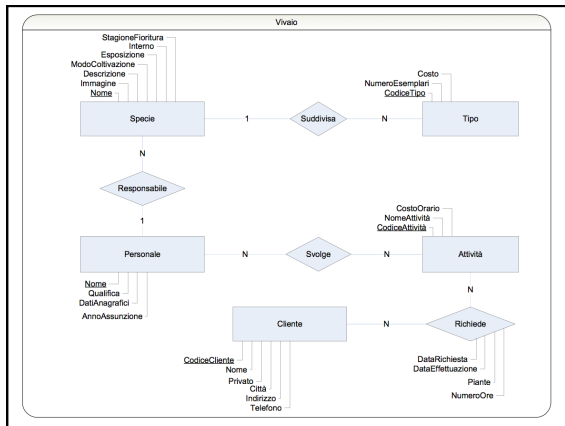 Vivaio
StagioneFioritura
Interno
Esposizione
ModoColtivazione
Descrizione
Immagine
Nome
Costo
NumeroEsemplari
CodiceTipo
Specie
1
Suddivisa
N
Tipo
N
Responsabile
1
CostoOrario
NomeAttività
CodiceAttività
Personale
N
Svolge
N
Attività
Nome
Qualifica
DatiAnagrafici
AnnoAssunzione
N
Cliente
N
Richiede
CodiceCliente
Nome
Privato
Città
Indirizzo
Telefono
DataRichiesta
DataEffettuazione
Piante
NumeroOre